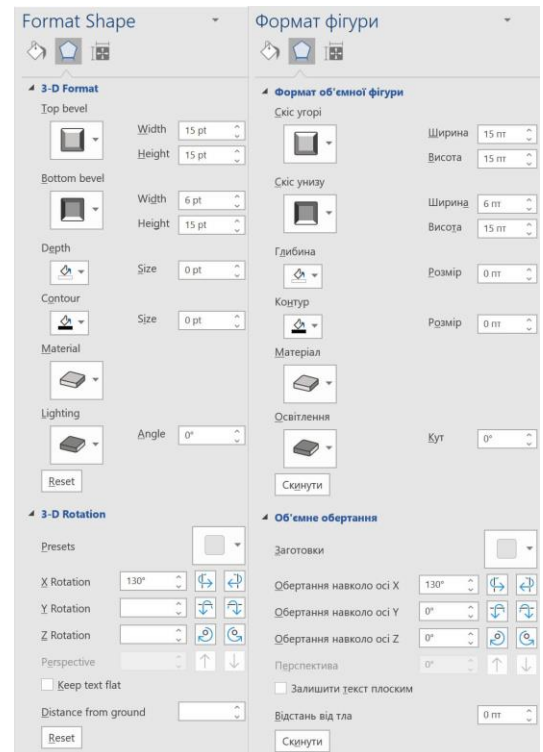 Format Shape
3-D Format
Top bevel
Width 15 pt
Height 15 pt
Bottom bevel
Width 6 pt
Height 15 pt
Depth
Size 0 pt
Contour
Size 0 pt
Material
Lighting
Angle 0°
Reset
3-D Rotation
Presets
X Rotation 130°
Y Rotation
Z Rotation
Perspective
Keep text flat
Distance from ground
Reset
Формат фігури
Формат об'ємної фігури
Скіс угорі
Ширина 15 пт
Висота 15 пт
Скіс унизу
Ширина 6 пт
Висота 15 пт
Глибина
Розмір 0 пт
Контур
Розмір 0 пт
Матеріал
Освітлення
Кут 0°
Скинути
Об'ємне обертання
Заготовки
Обертання навколо осі X 130°
Обертання навколо осі Y 0°
Обертання навколо осі Z 0°
Перспектива 0°
Залишити текст плоским
Відстань від тла 0 пт
Скинути